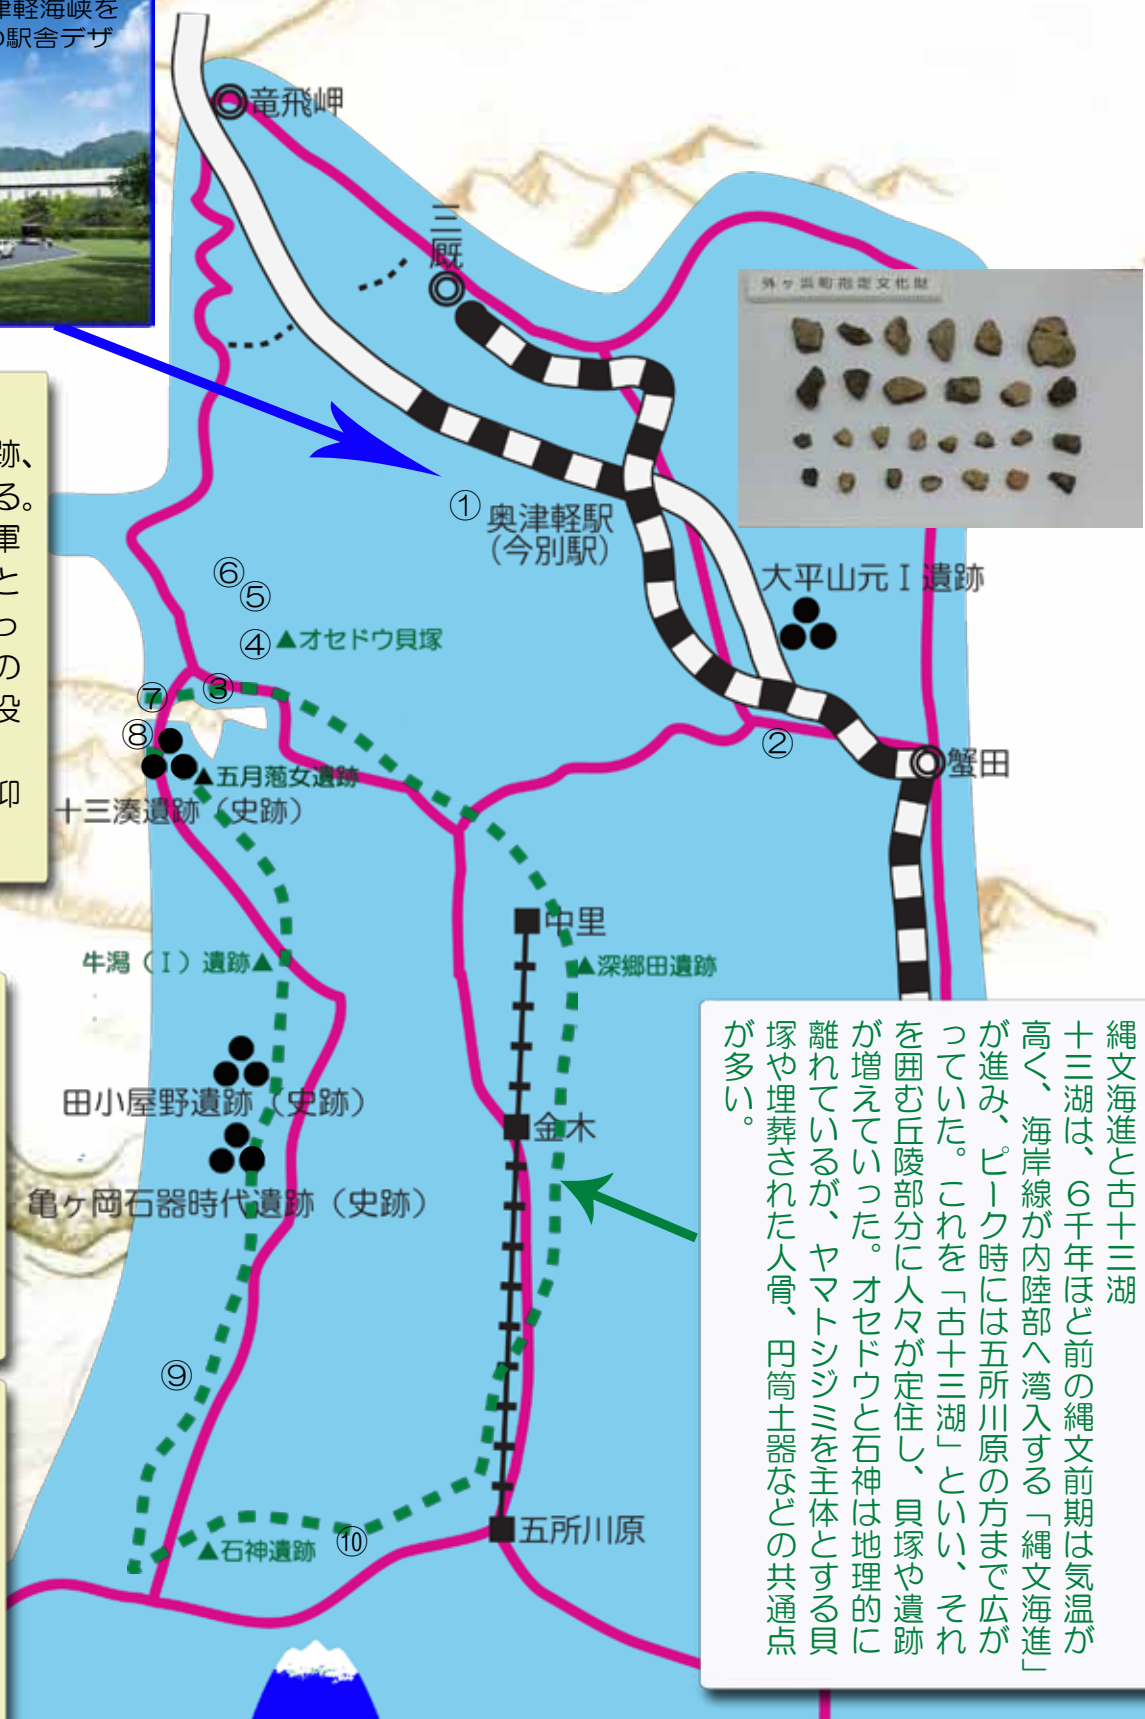 津軽海峡を
の駅舎デザ
竜飛岬
三厩
外ヶ浜町指定文化財
跡、
る。
軍
と
つ
の
役
仰
①
奥津軽駅
（今別駅）
大平山元Ⅰ遺跡
⑥
⑤
④
▲オセドウ貝塚
③
⑦
⑧
②
蟹田
▲五月萢女遺跡
十三湊遺跡（史跡）
中里
牛潟（Ⅰ）遺跡▲
▲深郷田遺跡
田小屋野遺跡（史跡）
金木
亀ヶ岡石器時代遺跡（史跡）
⑨
⑩
▲石神遺跡
五所川原
縄文海進と古十三湖
十三湖は、６千年ほど前の縄文前期は気温が
高く、海岸線が内陸部へ湾入する「縄文海進」
が進み、ピーク時には五所川原の方まで広が
っていた。これを「古十三湖」といい、それ
を囲む丘陵部分に人々が定住し、貝塚や遺跡
が増えていった。オセドウと石神は地理的に
離れているが、ヤマトシジミを主体とする貝
塚や埋葬された人骨、円筒土器などの共通点
が多い。